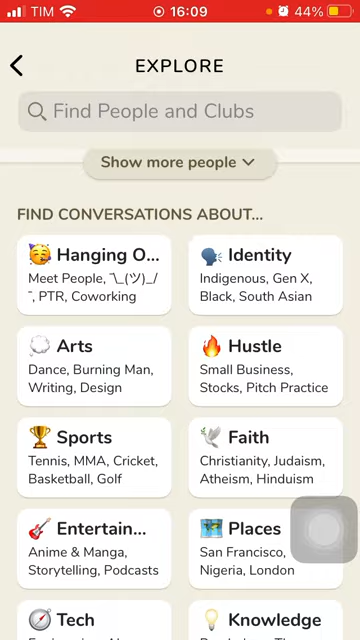 TIM 16:09 44%
EXPLORE
Find People and Clubs
Show more people
FIND CONVERSATIONS ABOUT...
Hanging O...
Meet People, ¯\_(ツ)_/
¯, PTR, Coworking
Identity
Indigenous, Gen X,
Black, South Asian
Arts
Dance, Burning Man,
Writing, Design
Hustle
Small Business,
Stocks, Pitch Practice
Sports
Tennis, MMA, Cricket,
Basketball, Golf
Faith
Christianity, Judaism,
Atheism, Hinduism
Entertain...
Anime & Manga,
Storytelling, Podcasts
Places
San Francisco,
Nigeria, London
Tech
Knowledge